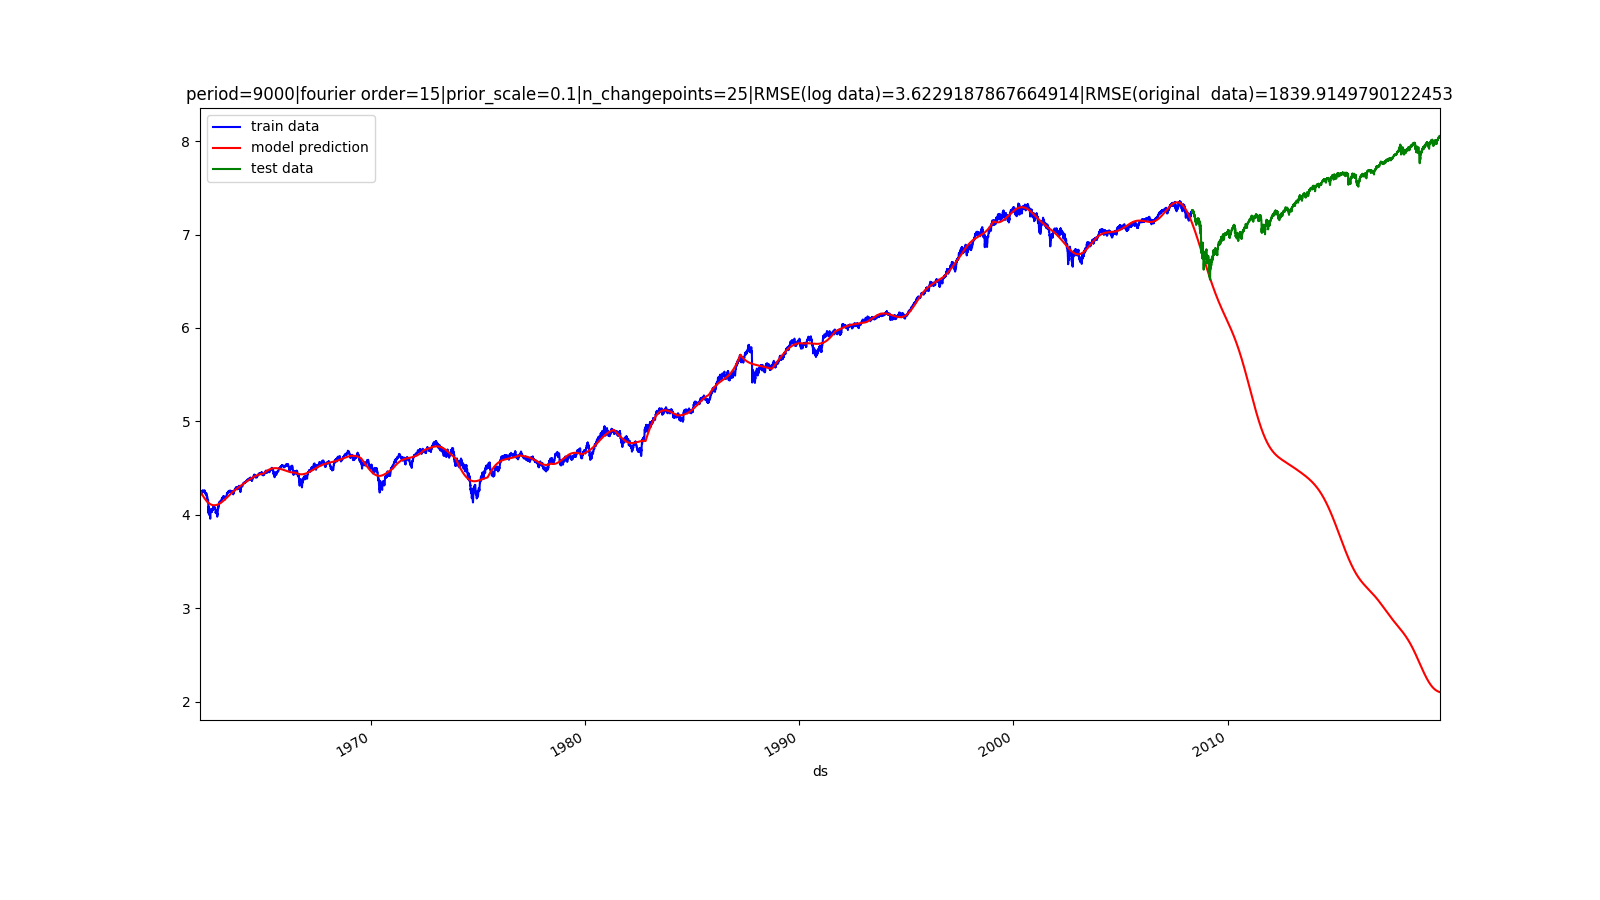 period=9000|fourier order=15|prior_scale=0.1|n_changepoints=25|RMSE(log data)=3.6229187867664914|RMSE(original  data)=1839.9149790122453
train data
model prediction
test data
8
7
6
5
4
3
2
1970
1980
1990
2000
2010
ds